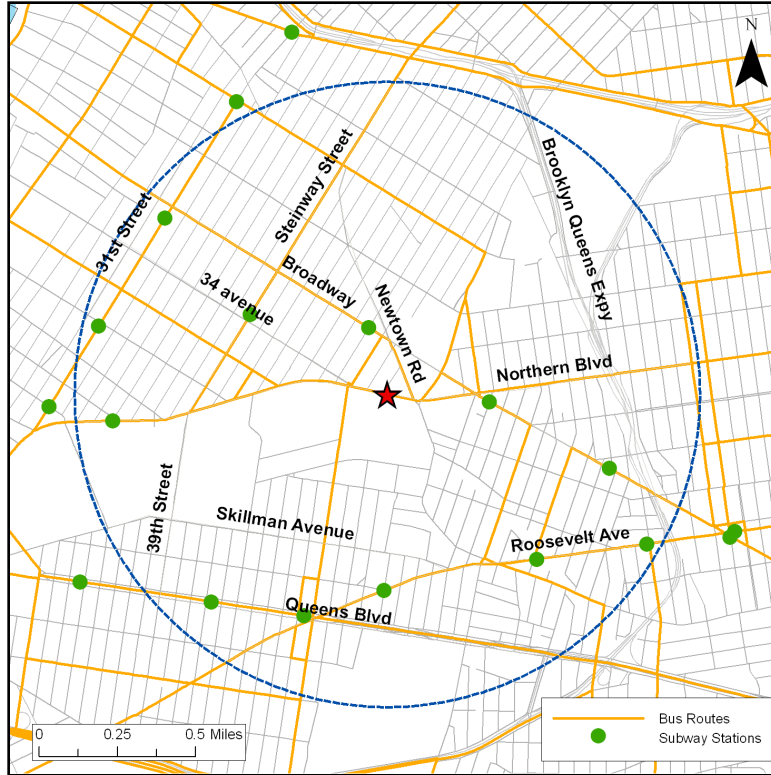 N
Steinway Street
Brooklyn Queens Expy
31st Street
34 avenue
Broadway
Newtown Rd
Northern Blvd
39th Street
Skillman Avenue
Roosevelt Ave
Queens Blvd
0 0.25 0.5 Miles
Bus Routes
Subway Stations